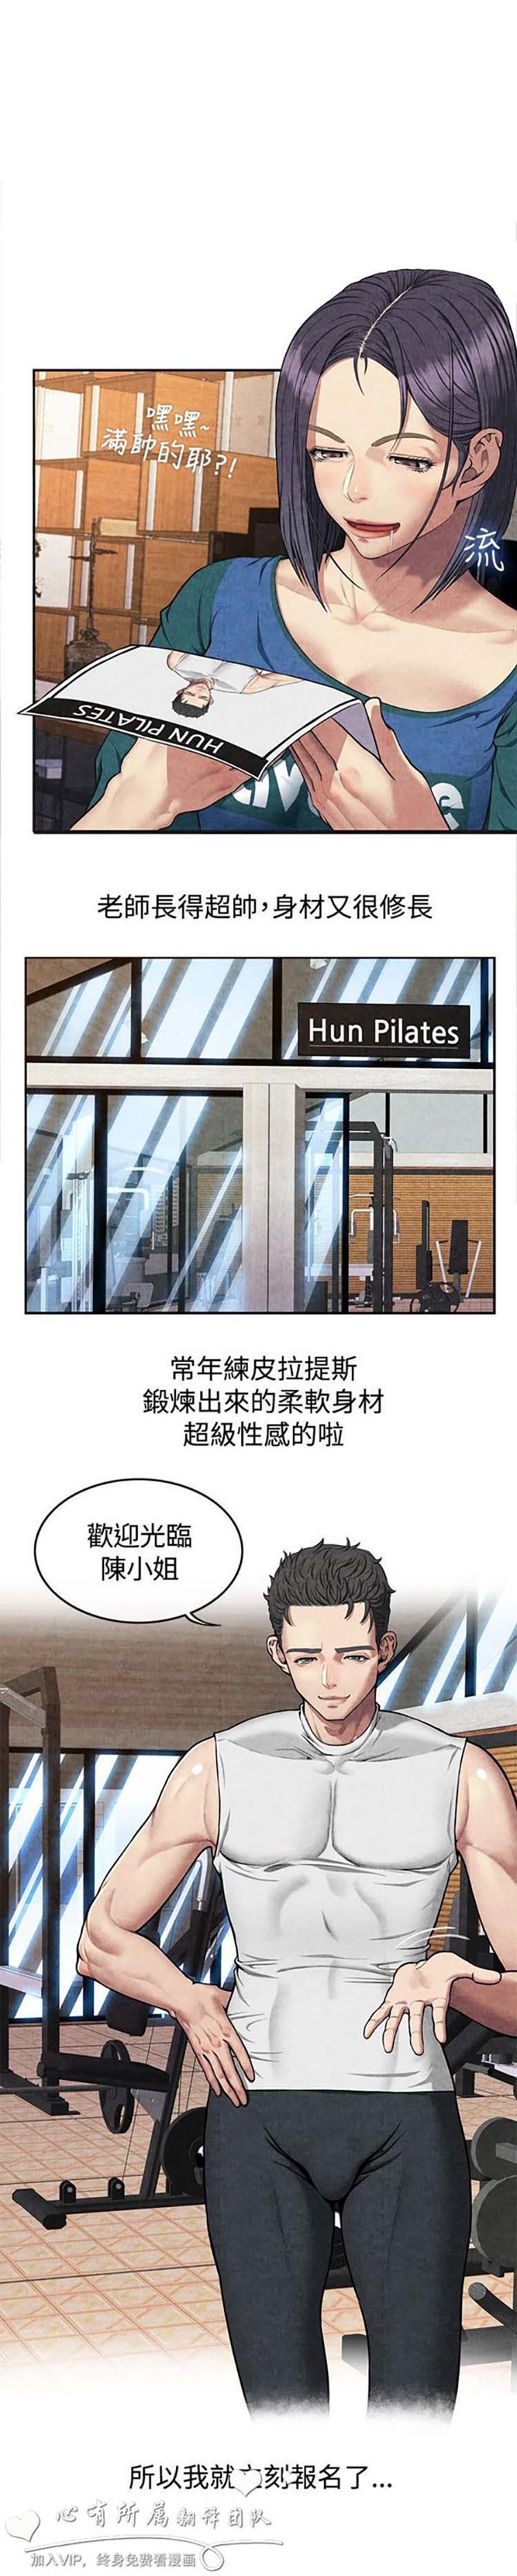 嘿嘿~
滿帥的耶?!
流
HUN PILATES
老師長得超帥,身材又很修長
Hun Pilates
常年練皮拉提斯
鍛煉出來的柔軟身材
超級性感的啦
歡迎光臨
陳小姐
所以我就立刻報名了...
心有所属翻译团队
加入VIP,终身免费看漫画